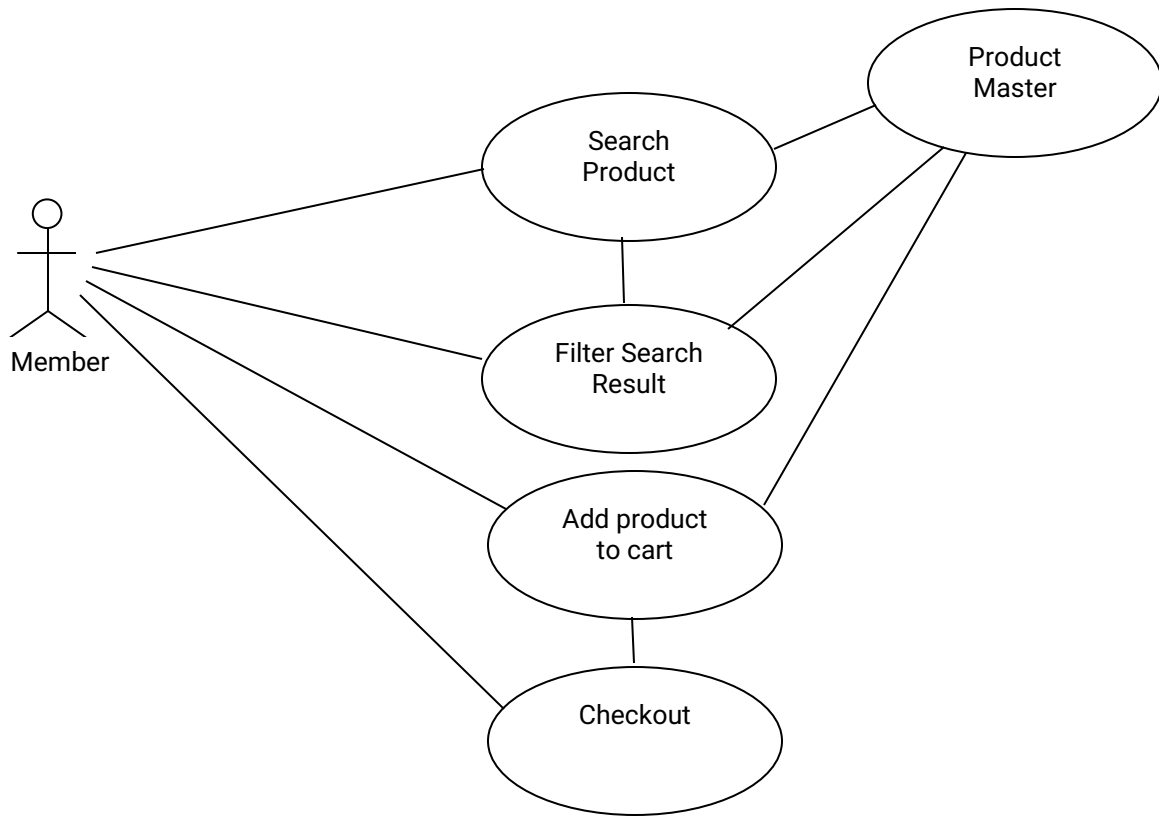 Product
Master
Search
Product
Member
Filter Search
Result
Add product
to cart
Checkout